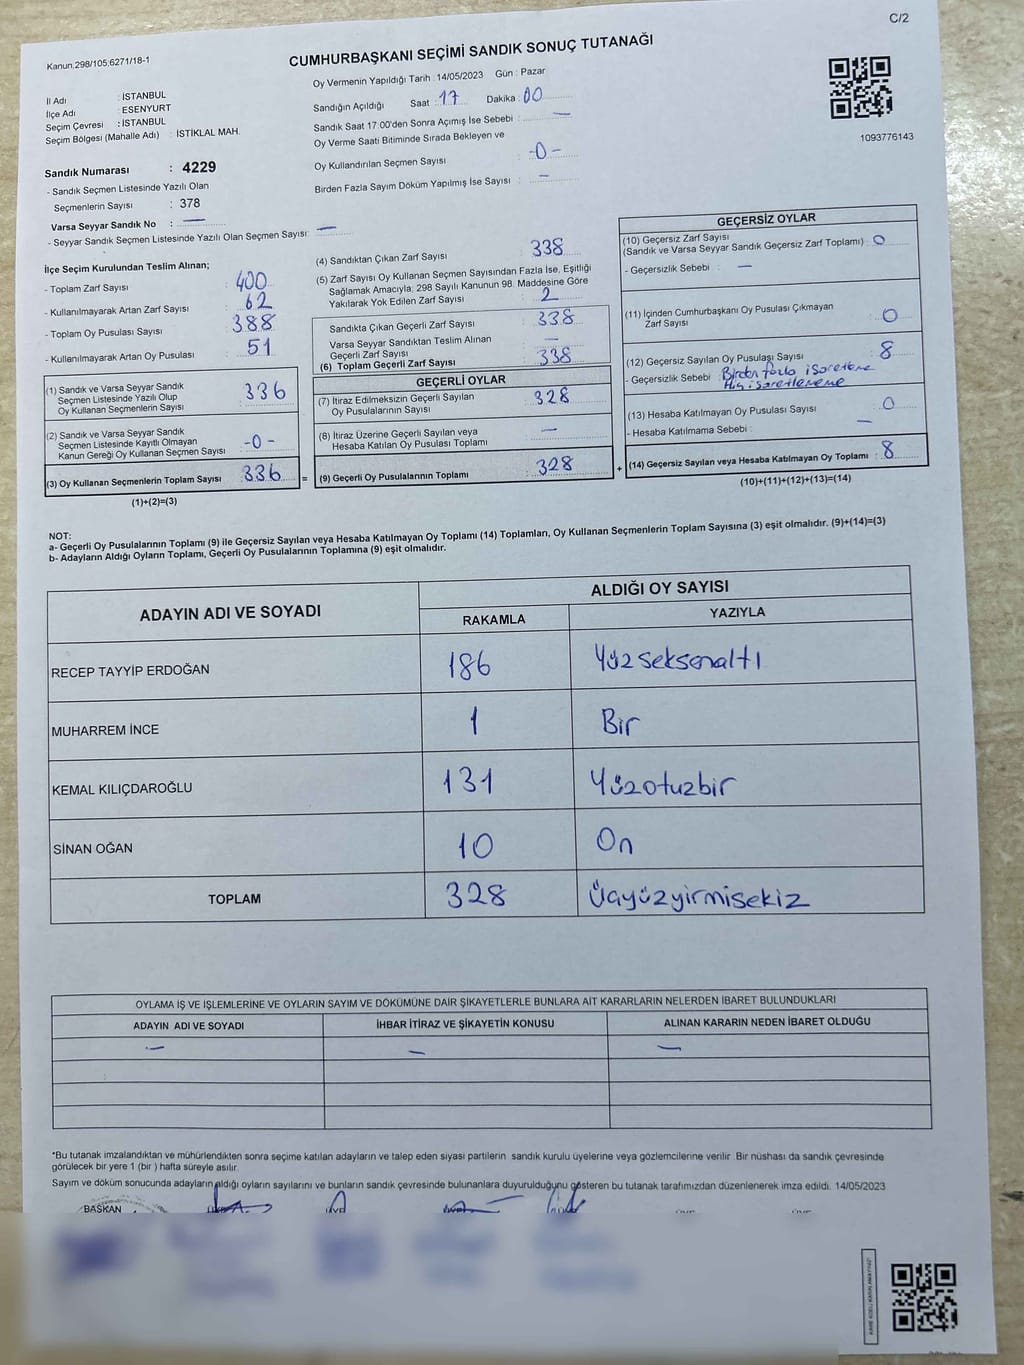 C/2
Kanun.298/105:6271/18-1
CUMHURBAŞKANI SEÇİMİ SANDIK SONUÇ TUTANAĞI
İl Adı : İSTANBUL
İlçe Adı : ESENYURT
Seçim Çevresi : İSTANBUL
Seçim Bölgesi (Mahalle Adı) : İSTİKLAL MAH.
Oy Vermenin Yapıldığı Tarih : 14/05/2023 Gün : Pazar
Sandığın Açıldığı Saat : 17 Dakika : 00
Sandık Saat 17:00'den Sonra Açımış İse Sebebi : —
Oy Verme Saati Bitiminde Sırada Bekleyen ve
Oy Kullandırılan Seçmen Sayısı : -0-
Birden Fazla Sayım Döküm Yapılmış İse Sayısı : —
1093776143
Sandık Numarası : 4229
- Sandık Seçmen Listesinde Yazılı Olan
Seçmenlerin Sayısı : 378
Varsa Seyyar Sandık No : —
- Seyyar Sandık Seçmen Listesinde Yazılı Olan Seçmen Sayısı: —
İlçe Seçim Kurulundan Teslim Alınan;
- Toplam Zarf Sayısı : 400
- Kullanılmayarak Artan Zarf Sayısı : 62
- Toplam Oy Pusulası Sayısı : 388
- Kullanılmayarak Artan Oy Pusulası : 51
(1) Sandık ve Varsa Seyyar Sandık
Seçmen Listesinde Yazılı Olup
Oy Kullanan Seçmenlerin Sayısı : 336
(2) Sandık ve Varsa Seyyar Sandık
Seçmen Listesinde Kayıtlı Olmayan
Kanun Gereği Oy Kullanan Seçmen Sayısı : -0-
(3) Oy Kullanan Seçmenlerin Toplam Sayısı : 336
(1)+(2)=(3)
(4) Sandıktan Çıkan Zarf Sayısı : 338
(5) Zarf Sayısı Oy Kullanan Seçmen Sayısından Fazla İse, Eşitliği
Sağlamak Amacıyla; 298 Sayılı Kanunun 98. Maddesine Göre
Yakılarak Yok Edilen Zarf Sayısı : 2
Sandıkta Çıkan Geçerli Zarf Sayısı : 338
Varsa Seyyar Sandıktan Teslim Alınan
Geçerli Zarf Sayısı : —
(6) Toplam Geçerli Zarf Sayısı : 338
GEÇERLİ OYLAR
(7) İtiraz Edilmeksizin Geçerli Sayılan
Oy Pusulalarının Sayısı : 328
(8) İtiraz Üzerine Geçerli Sayılan veya
Hesaba Katılan Oy Pusulası Toplamı : —
= (9) Geçerli Oy Pusulalarının Toplamı : 328
GEÇERSİZ OYLAR
(10) Geçersiz Zarf Sayısı
(Sandık ve Varsa Seyyar Sandık Geçersiz Zarf Toplamı) : 0
- Geçersizlik Sebebi : —
(11) İçinden Cumhurbaşkanı Oy Pusulası Çıkmayan
Zarf Sayısı : 0
(12) Geçersiz Sayılan Oy Pusulası Sayısı : 8
- Geçersizlik Sebebi : Birden fazla işaretleme
Hiç işaretlememe
(13) Hesaba Katılmayan Oy Pusulası Sayısı : 0
- Hesaba Katılmama Sebebi : —
+ (14) Geçersiz Sayılan veya Hesaba Katılmayan Oy Toplamı : 8
(10)+(11)+(12)+(13)=(14)
NOT:
a- Geçerli Oy Pusulalarının Toplamı (9) ile Geçersiz Sayılan veya Hesaba Katılmayan Oy Toplamı (14) Toplamları, Oy Kullanan Seçmenlerin Toplam Sayısına (3) eşit olmalıdır. (9)+(14)=(3)
b- Adayların Aldığı Oyların Toplamı, Geçerli Oy Pusulalarının Toplamına (9) eşit olmalıdır.
ADAYIN ADI VE SOYADI
ALDIĞI OY SAYISI
RAKAMLA YAZIYLA
RECEP TAYYİP ERDOĞAN 186 Yüzseksenaltı
MUHARREM İNCE 1 Bir
KEMAL KILIÇDAROĞLU 131 Yüzotuzbir
SİNAN OĞAN 10 On
TOPLAM 328 Üçyüzyirmisekiz
OYLAMA İŞ VE İŞLEMLERİNE VE OYLARIN SAYIM VE DÖKÜMÜNE DAİR ŞİKAYETLERLE BUNLARA AİT KARARLARIN NELERDEN İBARET BULUNDUKLARI
ADAYIN ADI VE SOYADI İHBAR İTİRAZ VE ŞİKAYETİN KONUSU ALINAN KARARIN NEDEN İBARET OLDUĞU
— — —
*Bu tutanak imzalandıktan ve mühürlendikten sonra seçime katılan adayların ve talep eden siyasi partilerin sandık kurulu üyelerine veya gözlemcilerine verilir. Bir nüshası da sandık çevresinde
görülecek bir yere 1 (bir ) hafta süreyle asılır.
Sayım ve döküm sonucunda adayların aldığı oyların sayılarını ve bunların sandık çevresinde bulunanlara duyurulduğunu gösteren bu tutanak tarafımızdan düzenlenerek imza edildi. 14/05/2023
BAŞKAN